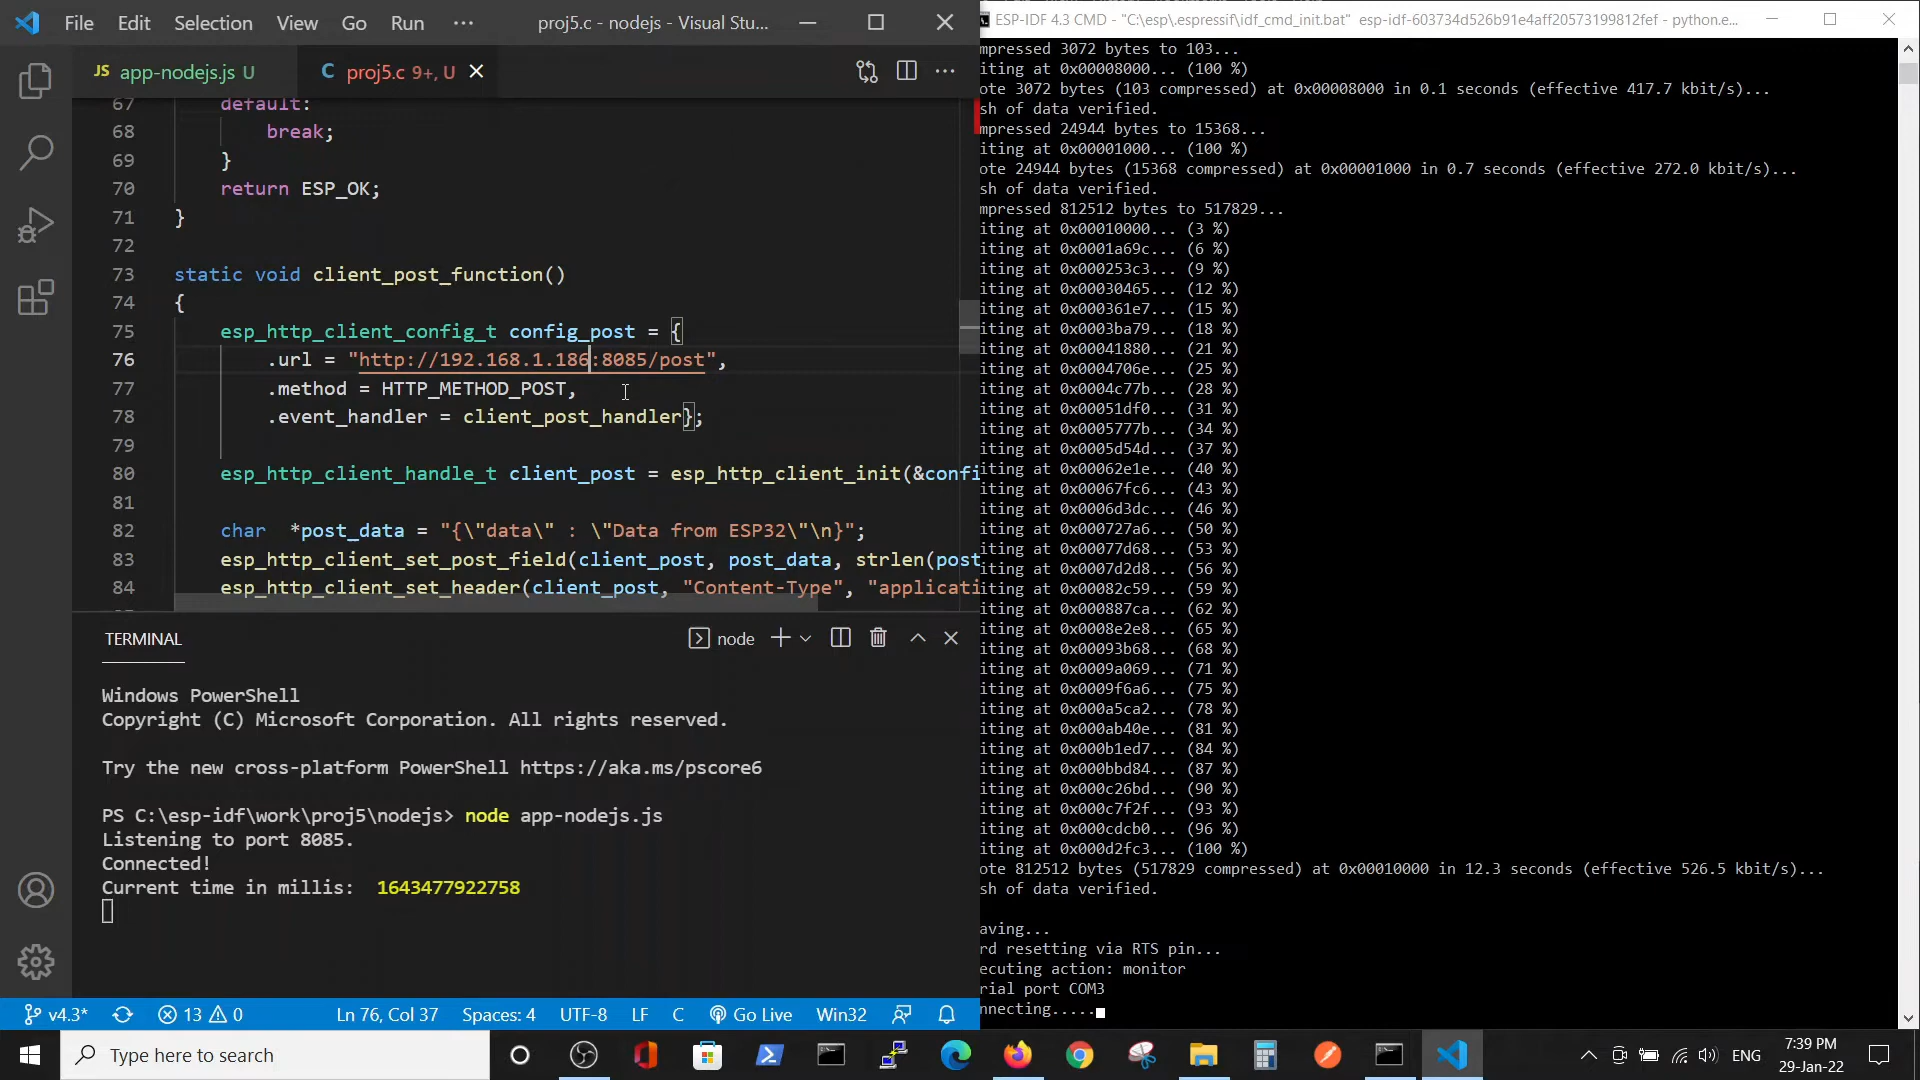 File Edit Selection View Go Run ··· proj5.c - nodejs - Visual Stu...
JS app-nodejs.js U C proj5.c 9+, U
67 default:
68 break;
69 }
70 return ESP_OK;
71 }
72
73 static void client_post_function()
74 {
75 esp_http_client_config_t config_post = {
76 .url = "http://192.168.1.186:8085/post",
77 .method = HTTP_METHOD_POST,
78 .event_handler = client_post_handler};
79
80 esp_http_client_handle_t client_post = esp_http_client_init(&confi
81
82 char *post_data = "{\"data\" : \"Data from ESP32\"\n}";
83 esp_http_client_set_post_field(client_post, post_data, strlen(post
84 esp_http_client_set_header(client_post, "Content-Type", "applicati
TERMINAL node
Windows PowerShell
Copyright (C) Microsoft Corporation. All rights reserved.
Try the new cross-platform PowerShell https://aka.ms/pscore6
PS C:\esp-idf\work\proj5\nodejs> node app-nodejs.js
Listening to port 8085.
Connected!
Current time in millis: 1643477922758
v4.3* 13 0 Ln 76, Col 37 Spaces: 4 UTF-8 LF C Go Live Win32
ESP-IDF 4.3 CMD - "C:\esp\.espressif\idf_cmd_init.bat" esp-idf-603734d526b91e4aff20573199812fef - python.e...
mpressed 3072 bytes to 103...
iting at 0x00008000... (100 %)
ote 3072 bytes (103 compressed) at 0x00008000 in 0.1 seconds (effective 417.7 kbit/s)...
sh of data verified.
mpressed 24944 bytes to 15368...
iting at 0x00001000... (100 %)
ote 24944 bytes (15368 compressed) at 0x00001000 in 0.7 seconds (effective 272.0 kbit/s)...
sh of data verified.
mpressed 812512 bytes to 517829...
iting at 0x00010000... (3 %)
iting at 0x0001a69c... (6 %)
iting at 0x000253c3... (9 %)
iting at 0x00030465... (12 %)
iting at 0x000361e7... (15 %)
iting at 0x0003ba79... (18 %)
iting at 0x00041880... (21 %)
iting at 0x0004706e... (25 %)
iting at 0x0004c77b... (28 %)
iting at 0x00051df0... (31 %)
iting at 0x0005777b... (34 %)
iting at 0x0005d54d... (37 %)
iting at 0x00062e1e... (40 %)
iting at 0x00067fc6... (43 %)
iting at 0x0006d3dc... (46 %)
iting at 0x000727a6... (50 %)
iting at 0x00077d68... (53 %)
iting at 0x0007d2d8... (56 %)
iting at 0x00082c59... (59 %)
iting at 0x000887ca... (62 %)
iting at 0x0008e2e8... (65 %)
iting at 0x00093b68... (68 %)
iting at 0x0009a069... (71 %)
iting at 0x0009f6a6... (75 %)
iting at 0x000a5ca2... (78 %)
iting at 0x000ab40e... (81 %)
iting at 0x000b1ed7... (84 %)
iting at 0x000bbd84... (87 %)
iting at 0x000c26bd... (90 %)
iting at 0x000c7f2f... (93 %)
iting at 0x000cdcb0... (96 %)
iting at 0x000d2fc3... (100 %)
ote 812512 bytes (517829 compressed) at 0x00010000 in 12.3 seconds (effective 526.5 kbit/s)...
sh of data verified.
aving...
rd resetting via RTS pin...
ecuting action: monitor
rial port COM3
nnecting.....
Type here to search
ENG
7:39 PM
29-Jan-22